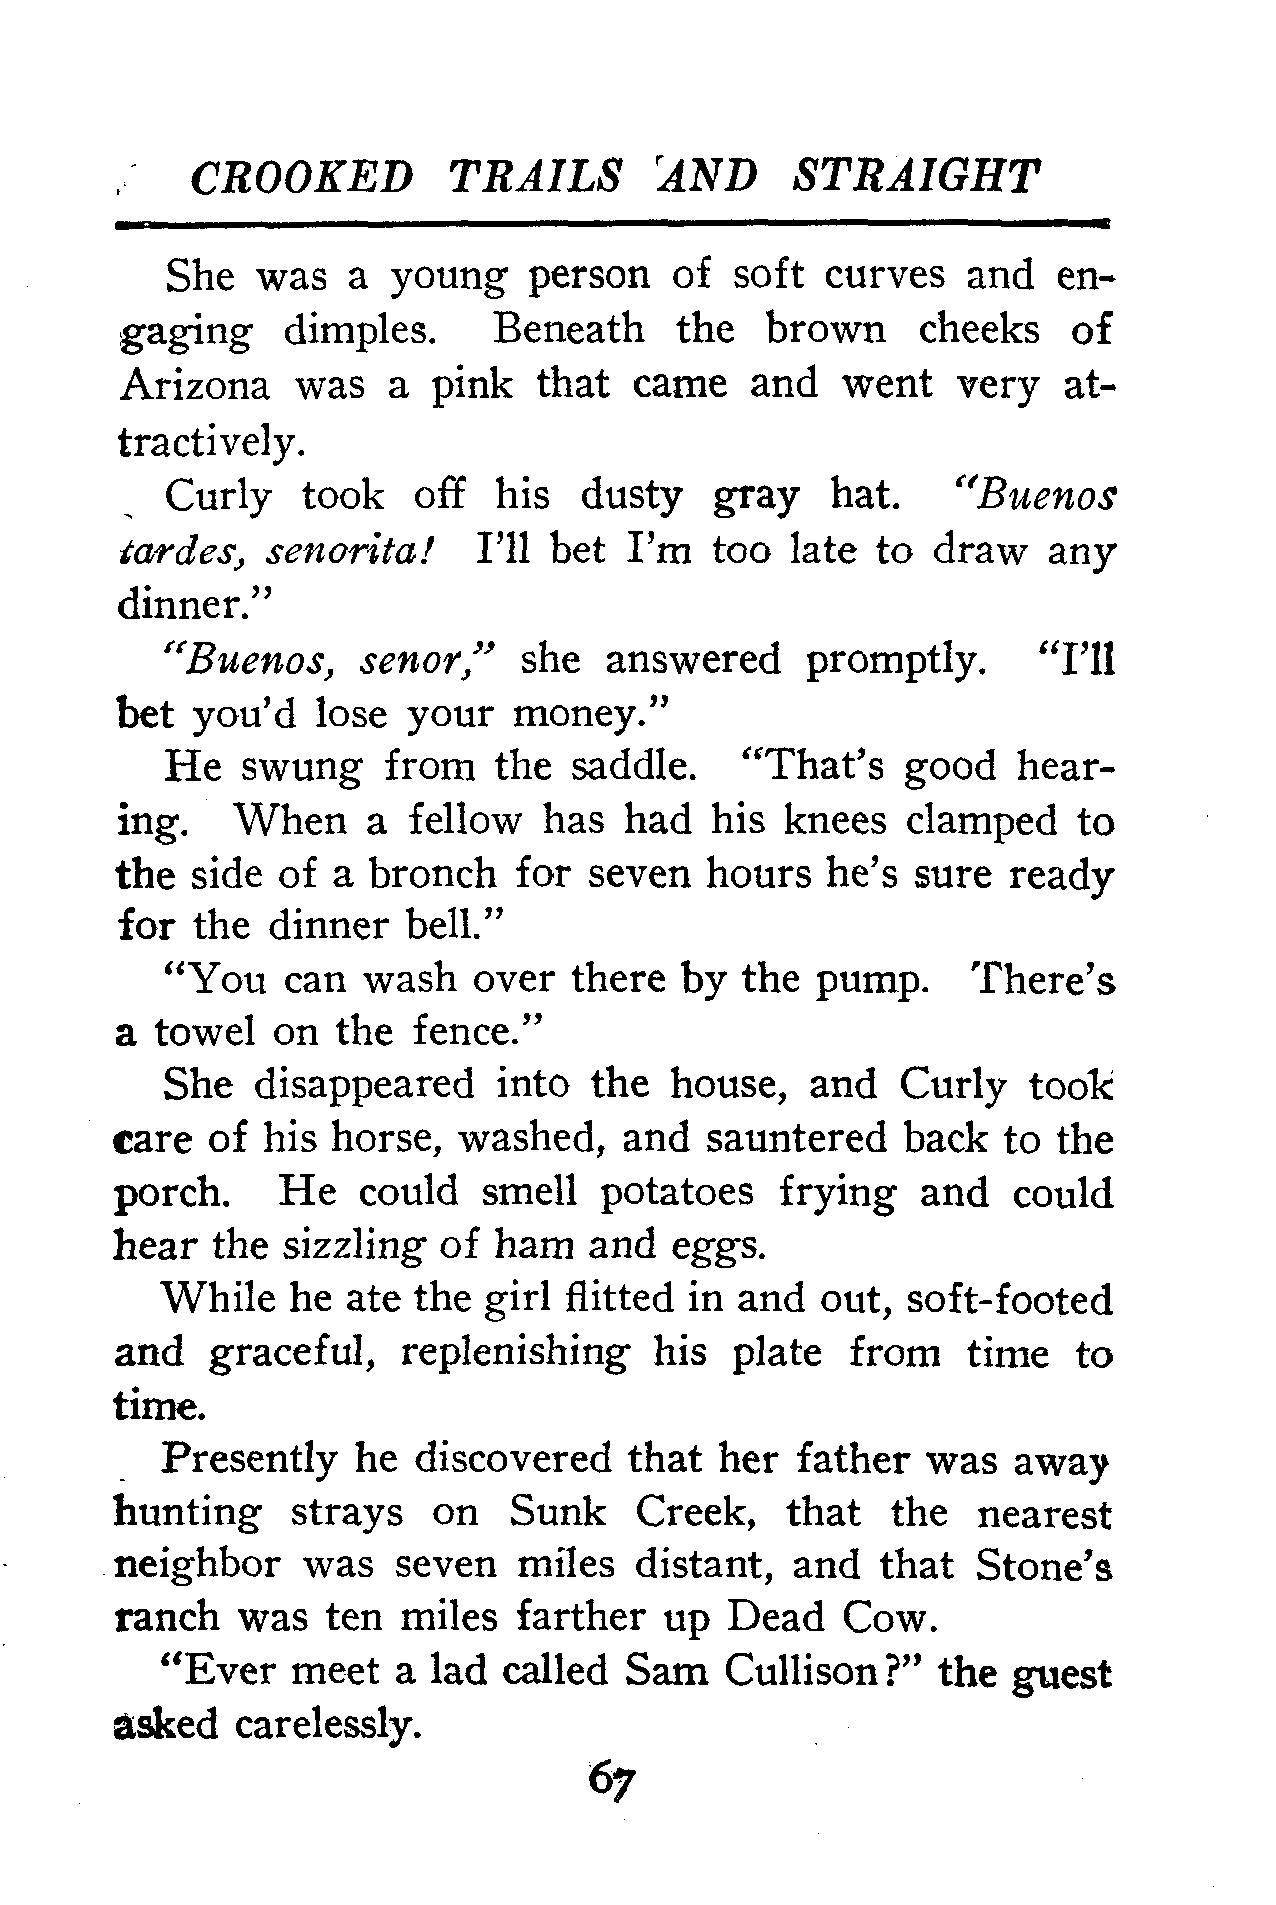 CROOKED TRAILS AND STRAIGHT
She was a young person of soft curves and en-
gaging dimples. Beneath the brown cheeks of
Arizona was a pink that came and went very at-
tractively.
Curly took off his dusty gray hat. "Buenos
tardes, senorita! I'll bet I'm too late to draw any
dinner."
"Buenos, senor," she answered promptly. "I'll
bet you'd lose your money."
He swung from the saddle. "That's good hear-
ing. When a fellow has had his knees clamped to
the side of a bronch for seven hours he's sure ready
for the dinner bell."
"You can wash over there by the pump. There's
a towel on the fence."
She disappeared into the house, and Curly took
care of his horse, washed, and sauntered back to the
porch. He could smell potatoes frying and could
hear the sizzling of ham and eggs.
While he ate the girl flitted in and out, soft-footed
and graceful, replenishing his plate from time to
time.
Presently he discovered that her father was away
hunting strays on Sunk Creek, that the nearest
neighbor was seven miles distant, and that Stone's
ranch was ten miles farther up Dead Cow.
"Ever meet a lad called Sam Cullison?" the guest
asked carelessly.
67